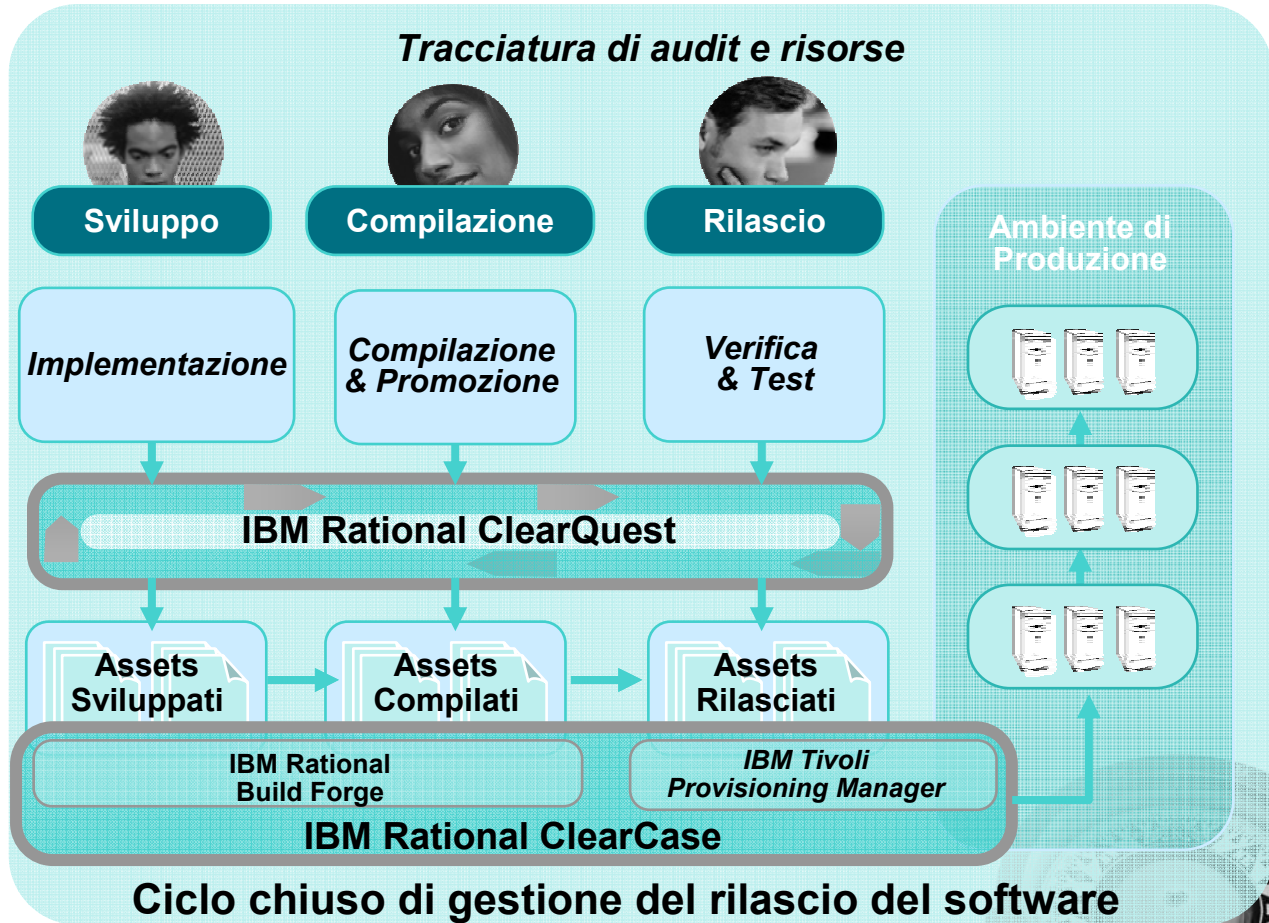 Tracciatura di audit e risorse
Sviluppo
Compilazione
Rilascio
Ambiente di
Produzione
Implementazione
Compilazione
& Promozione
Verifica
& Test
IBM Rational ClearQuest
Assets
Sviluppati
Assets
Compilati
Assets
Rilasciati
IBM Rational
Build Forge
IBM Tivoli
Provisioning Manager
IBM Rational ClearCase
Ciclo chiuso di gestione del rilascio del software